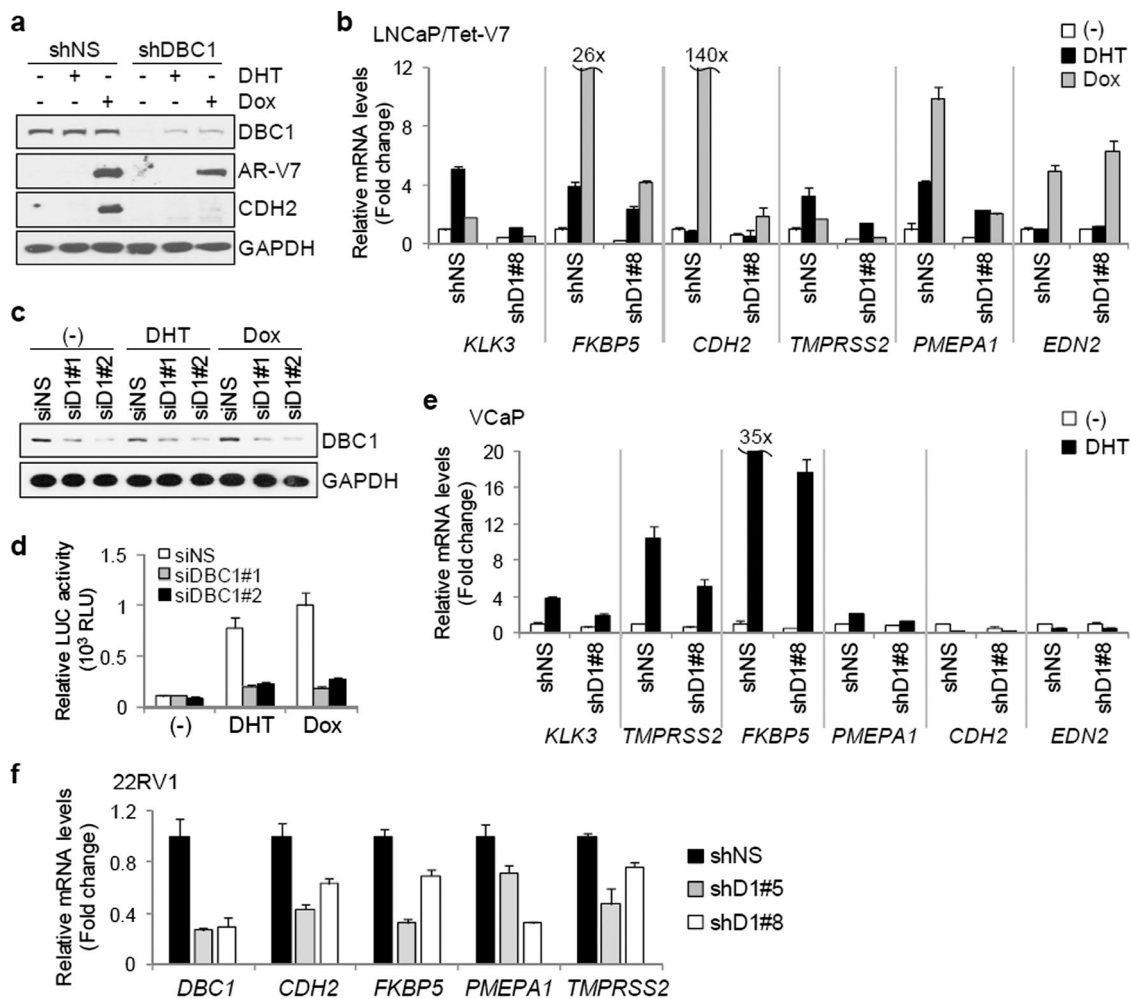 a
shNS shDBC1
- + - - + - DHT
- - + - - + Dox
DBC1
AR-V7
CDH2
GAPDH
b
LNCaP/Tet-V7
(-)
DHT
Dox
26x
140x
Relative mRNA levels
(Fold change)
12
8
4
0
shNS shD1#8 shNS shD1#8 shNS shD1#8 shNS shD1#8 shNS shD1#8 shNS shD1#8
KLK3 FKBP5 CDH2 TMPRSS2 PMEPA1 EDN2
c
(-) DHT Dox
siNS siD1#1 siD1#2 siNS siD1#1 siD1#2 siNS siD1#1 siD1#2
DBC1
GAPDH
d
Relative LUC activity
(10³ RLU)
1.5
1
0.5
0
siNS
siDBC1#1
siDBC1#2
(-) DHT Dox
e
VCaP
(-)
DHT
35x
Relative mRNA levels
(Fold change)
20
16
12
8
4
0
shNS shD1#8 shNS shD1#8 shNS shD1#8 shNS shD1#8 shNS shD1#8 shNS shD1#8
KLK3 TMPRSS2 FKBP5 PMEPA1 CDH2 EDN2
f
22RV1
Relative mRNA levels
(Fold change)
1.2
0.8
0.4
0
shNS
shD1#5
shD1#8
DBC1 CDH2 FKBP5 PMEPA1 TMPRSS2